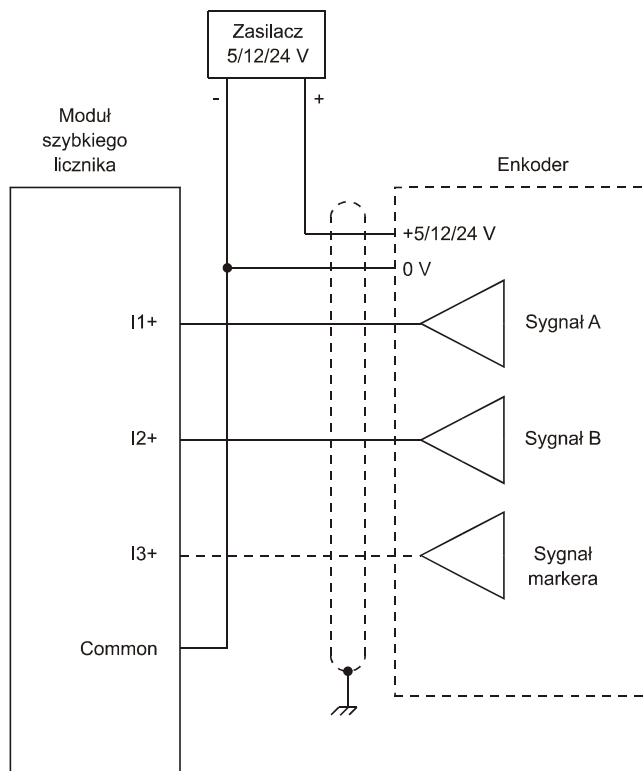 Zasilacz
5/12/24 V
- +
Moduł
szybkiego
licznika
Enkoder
+5/12/24 V
0 V
I1+
Sygnał A
I2+
Sygnał B
I3+
Sygnał
markera
Common